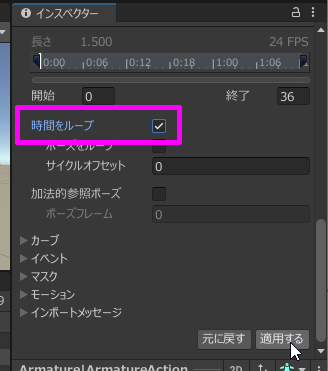 インスペクター
長さ 1.500 24 FPS
0:00 0:06 0:12 0:18 1:00 1:06
開始 0 終了 36
時間をループ
ポーズをループ
サイクルオフセット 0
加法的参照ポーズ
ポーズフレーム 0
カーブ
イベント
マスク
モーション
インポートメッセージ
元に戻す 適用する
Armature|ArmatureAction 2D